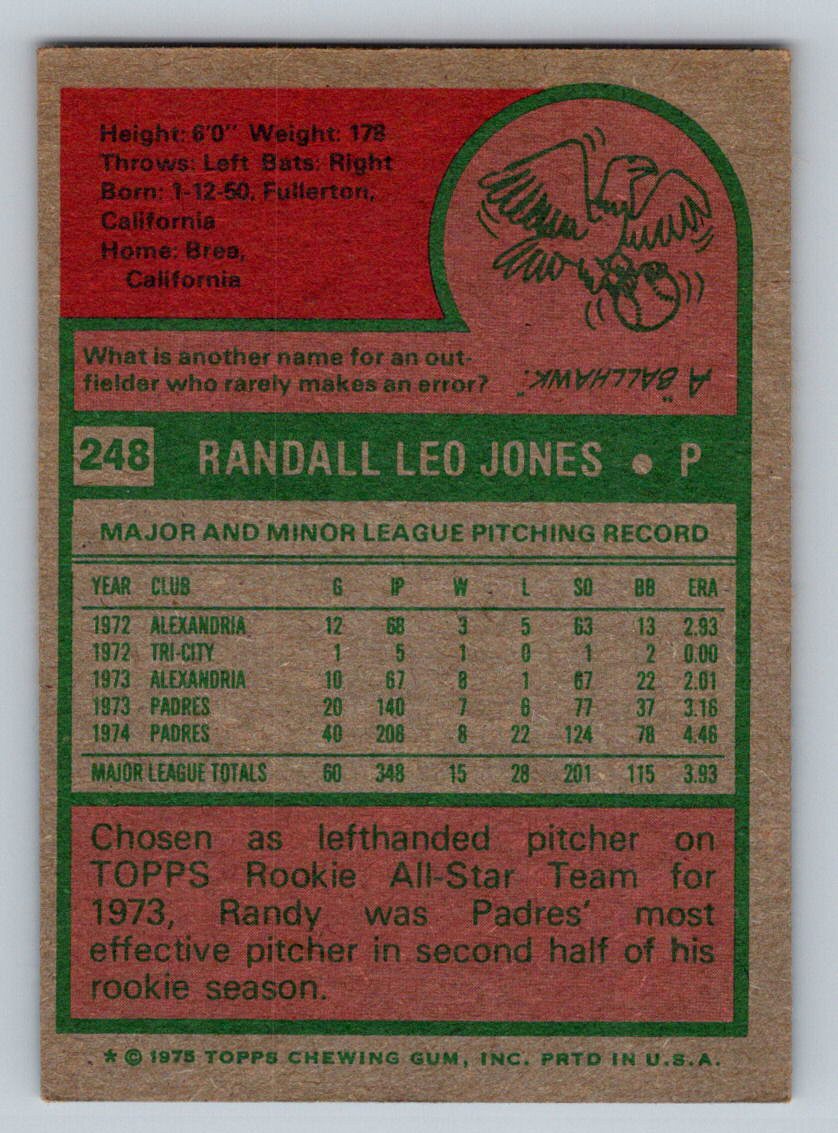 Height: 6'0" Weight: 178
Throws: Left Bats: Right
Born: 1-12-50, Fullerton,
California
Home: Brea,
California
What is another name for an out-
fielder who rarely makes an error?
A "BALLHAWK."
248 RANDALL LEO JONES • P
MAJOR AND MINOR LEAGUE PITCHING RECORD
YEAR CLUB G IP W L SO BB ERA
1972 ALEXANDRIA 12 68 3 5 63 13 2.93
1972 TRI-CITY 1 5 1 0 1 2 0.00
1973 ALEXANDRIA 10 67 8 1 67 22 2.01
1973 PADRES 20 140 7 6 77 37 3.16
1974 PADRES 40 208 8 22 124 78 4.46
MAJOR LEAGUE TOTALS 60 348 15 28 201 115 3.93
Chosen as lefthanded pitcher on
TOPPS Rookie All-Star Team for
1973, Randy was Padres' most
effective pitcher in second half of his
rookie season.
* © 1975 TOPPS CHEWING GUM, INC. PRTD IN U.S.A.